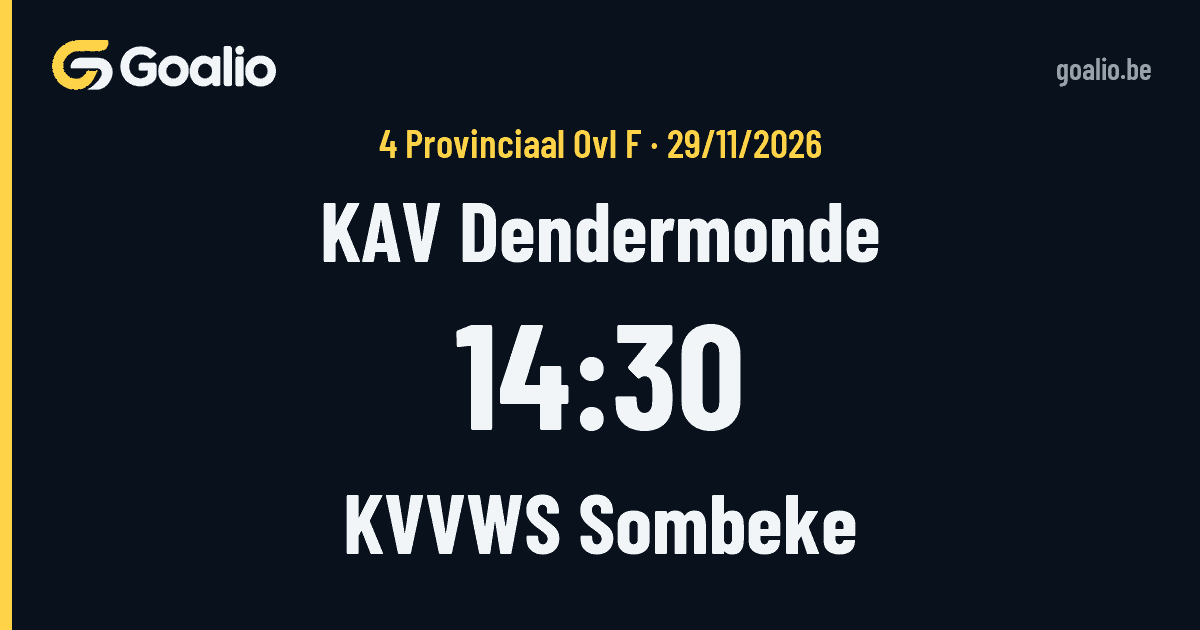 Goalio
goalio.be
4 Provinciaal Ovl F · 29/11/2026
KAV Dendermonde
14:30
KVVWS Sombeke